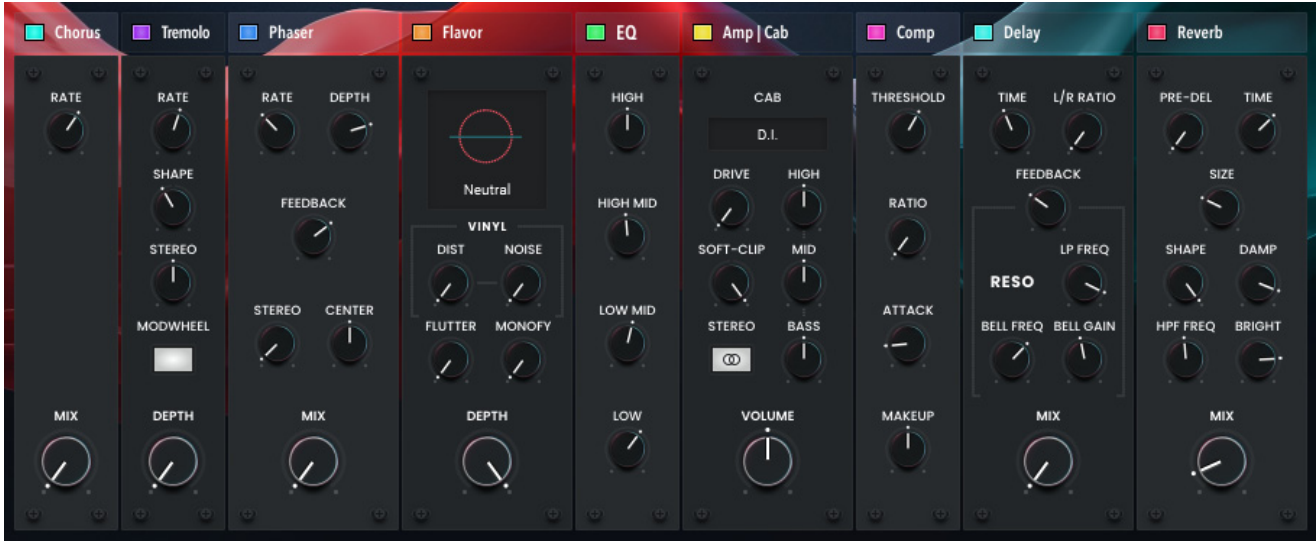 Chorus
Tremolo
Phaser
Flavor
EQ
Amp | Cab
Comp
Delay
Reverb
RATE
MIX
RATE
SHAPE
STEREO
MODWHEEL
DEPTH
RATE DEPTH
FEEDBACK
STEREO CENTER
MIX
Neutral
VINYL
DIST NOISE
FLUTTER MONOFY
DEPTH
HIGH
HIGH MID
LOW MID
LOW
CAB
D.I.
DRIVE HIGH
SOFT-CLIP MID
STEREO BASS
VOLUME
THRESHOLD
RATIO
ATTACK
MAKEUP
TIME L/R RATIO
FEEDBACK
LP FREQ
RESO
BELL FREQ BELL GAIN
MIX
PRE-DEL TIME
SIZE
SHAPE DAMP
HPF FREQ BRIGHT
MIX